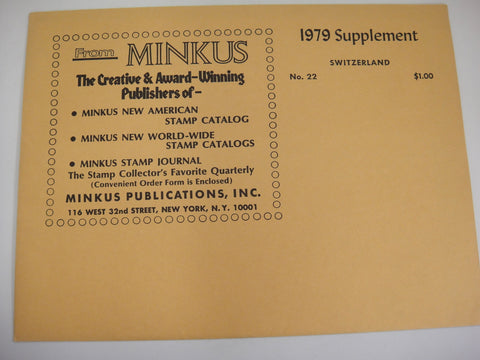 From MINKUS
The Creative & Award-Winning
Publishers of-
• MINKUS NEW AMERICAN
STAMP CATALOG
• MINKUS NEW WORLD-WIDE
STAMP CATALOGS
• MINKUS STAMP JOURNAL
The Stamp Collector's Favorite Quarterly
(Convenient Order Form is Enclosed)
MINKUS PUBLICATIONS, INC.
116 WEST 32nd STREET, NEW YORK, N.Y. 10001
1979 Supplement
SWITZERLAND
No. 22 $1.00